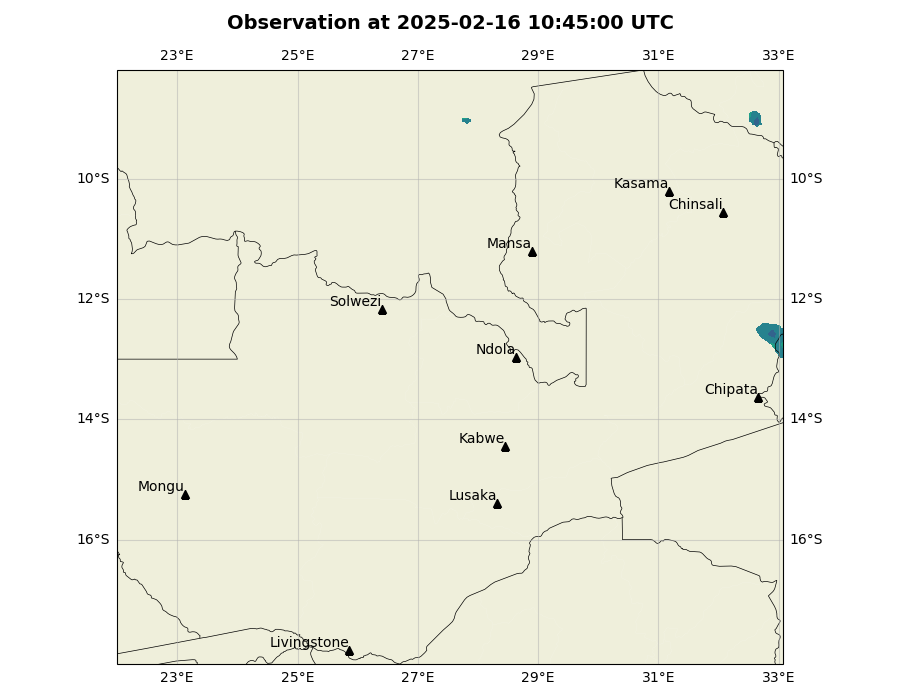 Observation at 2025-02-16 10:45:00 UTC
23°E 25°E 27°E 29°E 31°E 33°E
10°S 10°S
Kasama
Chinsali
Mansa
12°S 12°S
Solwezi
Ndola
Chipata
14°S 14°S
Kabwe
Mongu
Lusaka
16°S 16°S
Livingstone
23°E 25°E 27°E 29°E 31°E 33°E